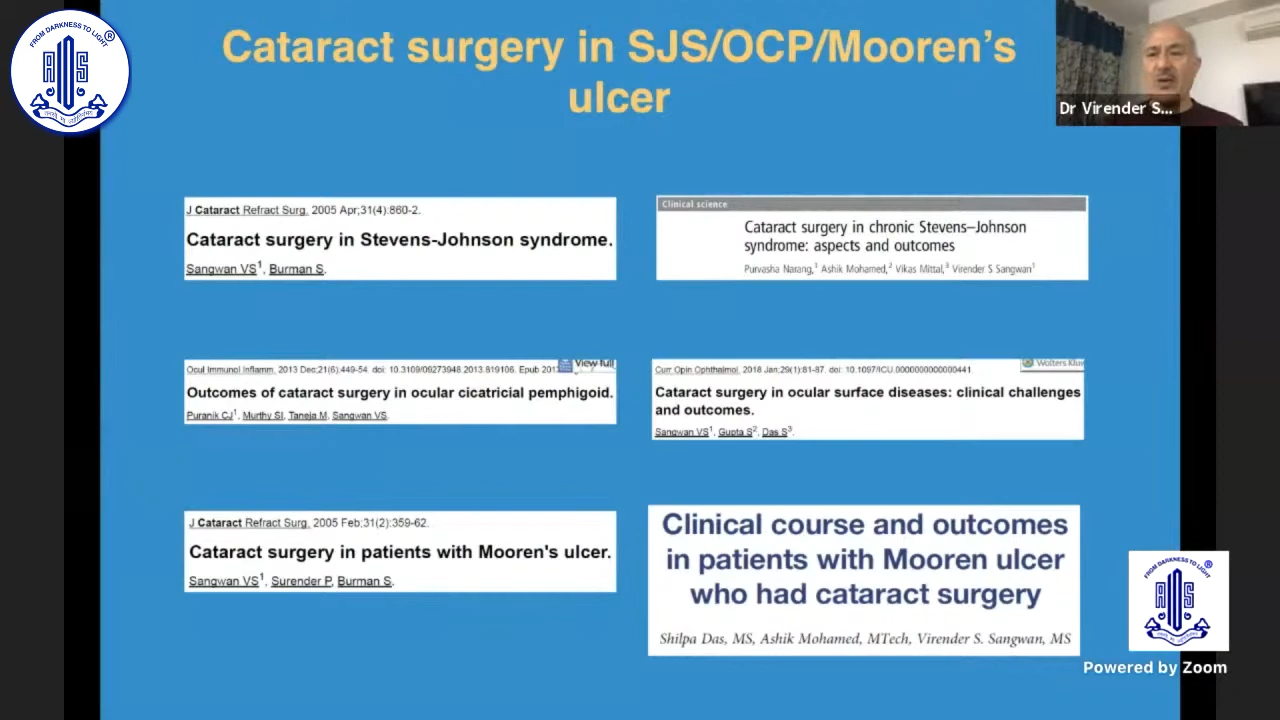 FROM DARKNESS TO LIGHT ®
Cataract surgery in SJS/OCP/Mooren’s
ulcer
Dr Virender S...
J Cataract Refract Surg. 2005 Apr;31(4):860-2.
Cataract surgery in Stevens-Johnson syndrome.
Sangwan VS1, Burman S.
Clinical science
Cataract surgery in chronic Stevens–Johnson
syndrome: aspects and outcomes
Purvasha Narang,1 Ashik Mohamed,2 Vikas Mittal,3 Virender S Sangwan1
Ocul Immunol Inflamm. 2013 Dec;21(6):449-54. doi: 10.3109/09273948.2013.819106. Epub 201
View full
Outcomes of cataract surgery in ocular cicatricial pemphigoid.
Puranik CJ1, Murthy SI, Taneja M, Sangwan VS.
Curr Opin Ophthalmol. 2018 Jan;29(1):81-87. doi: 10.1097/ICU.0000000000000441
Wolters Kluw
Cataract surgery in ocular surface diseases: clinical challenges
and outcomes.
Sangwan VS1, Gupta S2, Das S3.
J Cataract Refract Surg. 2005 Feb;31(2):359-62.
Cataract surgery in patients with Mooren's ulcer.
Sangwan VS1, Surender P, Burman S.
Clinical course and outcomes
in patients with Mooren ulcer
who had cataract surgery
Shilpa Das, MS, Ashik Mohamed, MTech, Virender S. Sangwan, MS
FROM DARKNESS TO LIGHT ®
Powered by Zoom